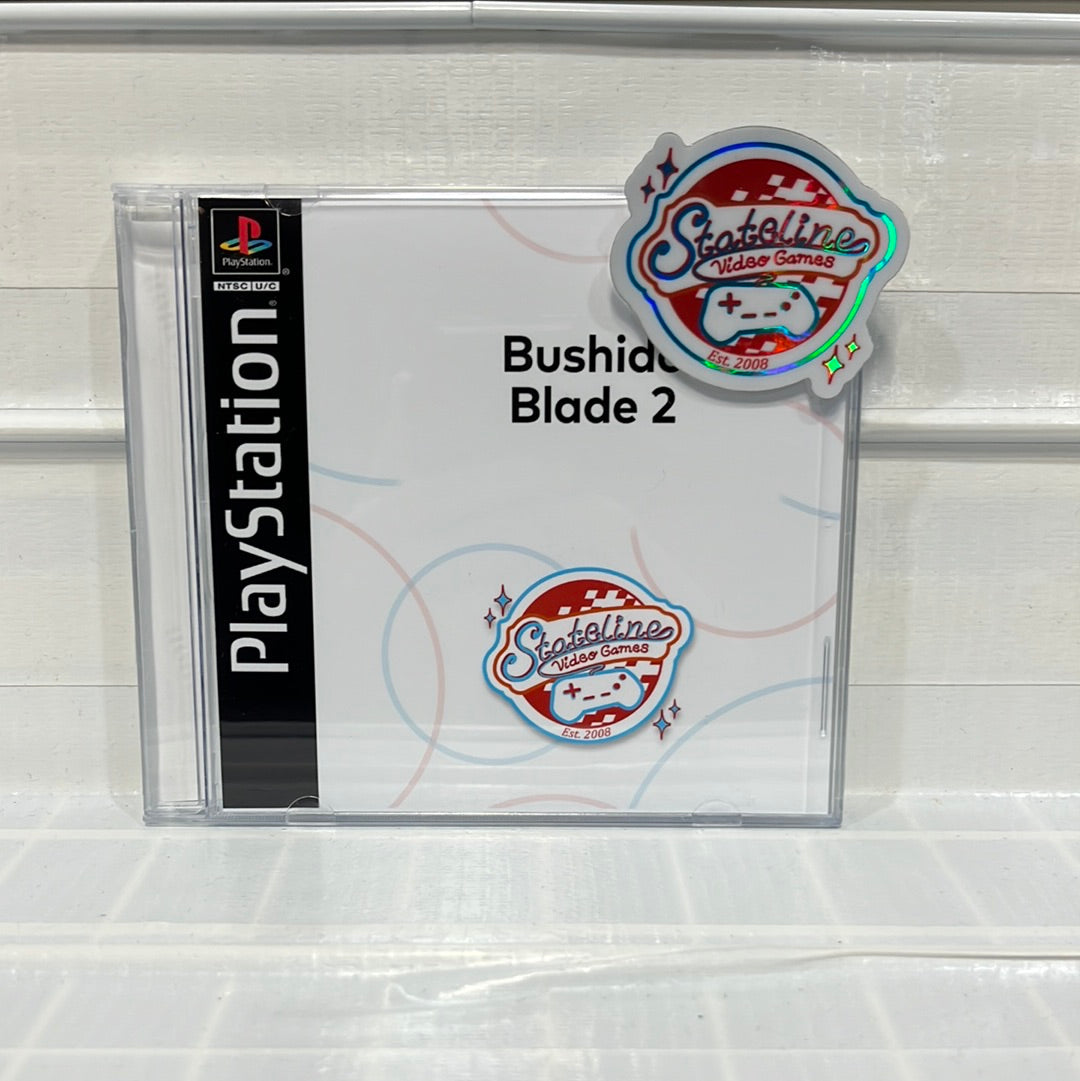 PlayStation
®
NTSC U/C
PlayStation
®
Bushido
Blade 2
Stateline
Video Games
Est. 2008
Stateline
Video Games
Est. 2008